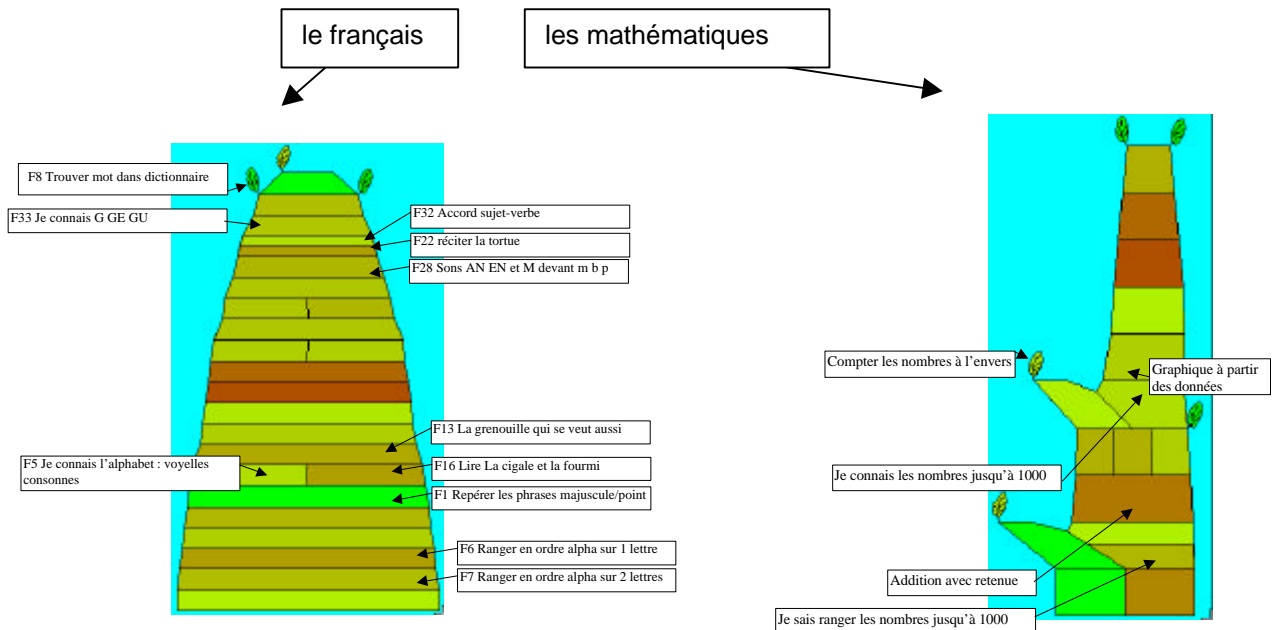 le français
les mathématiques
F8 Trouver mot dans dictionnaire
F33 Je connais G GE GU
F32 Accord sujet-verbe
F22 réciter la tortue
F28 Sons AN EN et M devant m b p
F13 La grenouille qui se veut aussi
F5 Je connais l’alphabet : voyelles
consonnes
F16 Lire La cigale et la fourmi
F1 Repérer les phrases majuscule/point
F6 Ranger en ordre alpha sur 1 lettre
F7 Ranger en ordre alpha sur 2 lettres
Compter les nombres à l’envers
Graphique à partir
des données
Je connais les nombres jusqu’à 1000
Addition avec retenue
Je sais ranger les nombres jusqu’à 1000